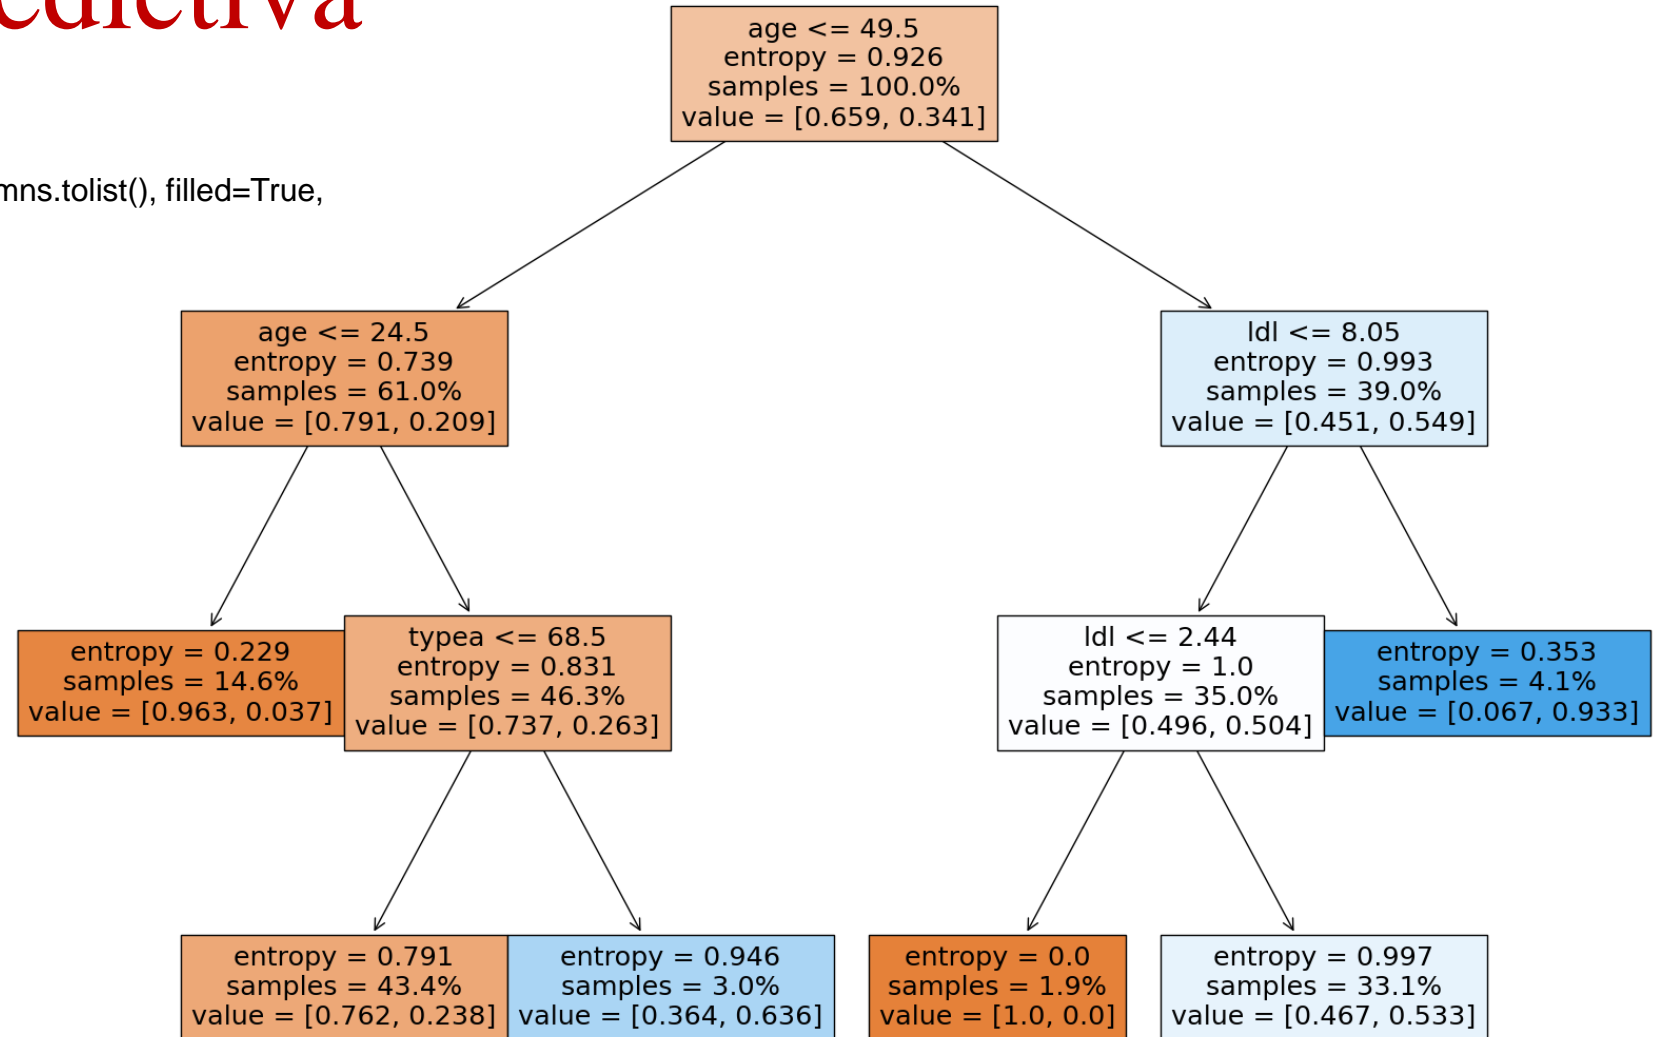 edictiva
mns.tolist(), filled=True,
age <= 49.5
entropy = 0.926
samples = 100.0%
value = [0.659, 0.341]
age <= 24.5
entropy = 0.739
samples = 61.0%
value = [0.791, 0.209]
ldl <= 8.05
entropy = 0.993
samples = 39.0%
value = [0.451, 0.549]
entropy = 0.229
samples = 14.6%
value = [0.963, 0.037]
typea <= 68.5
entropy = 0.831
samples = 46.3%
value = [0.737, 0.263]
ldl <= 2.44
entropy = 1.0
samples = 35.0%
value = [0.496, 0.504]
entropy = 0.353
samples = 4.1%
value = [0.067, 0.933]
entropy = 0.791
samples = 43.4%
value = [0.762, 0.238]
entropy = 0.946
samples = 3.0%
value = [0.364, 0.636]
entropy = 0.0
samples = 1.9%
value = [1.0, 0.0]
entropy = 0.997
samples = 33.1%
value = [0.467, 0.533]